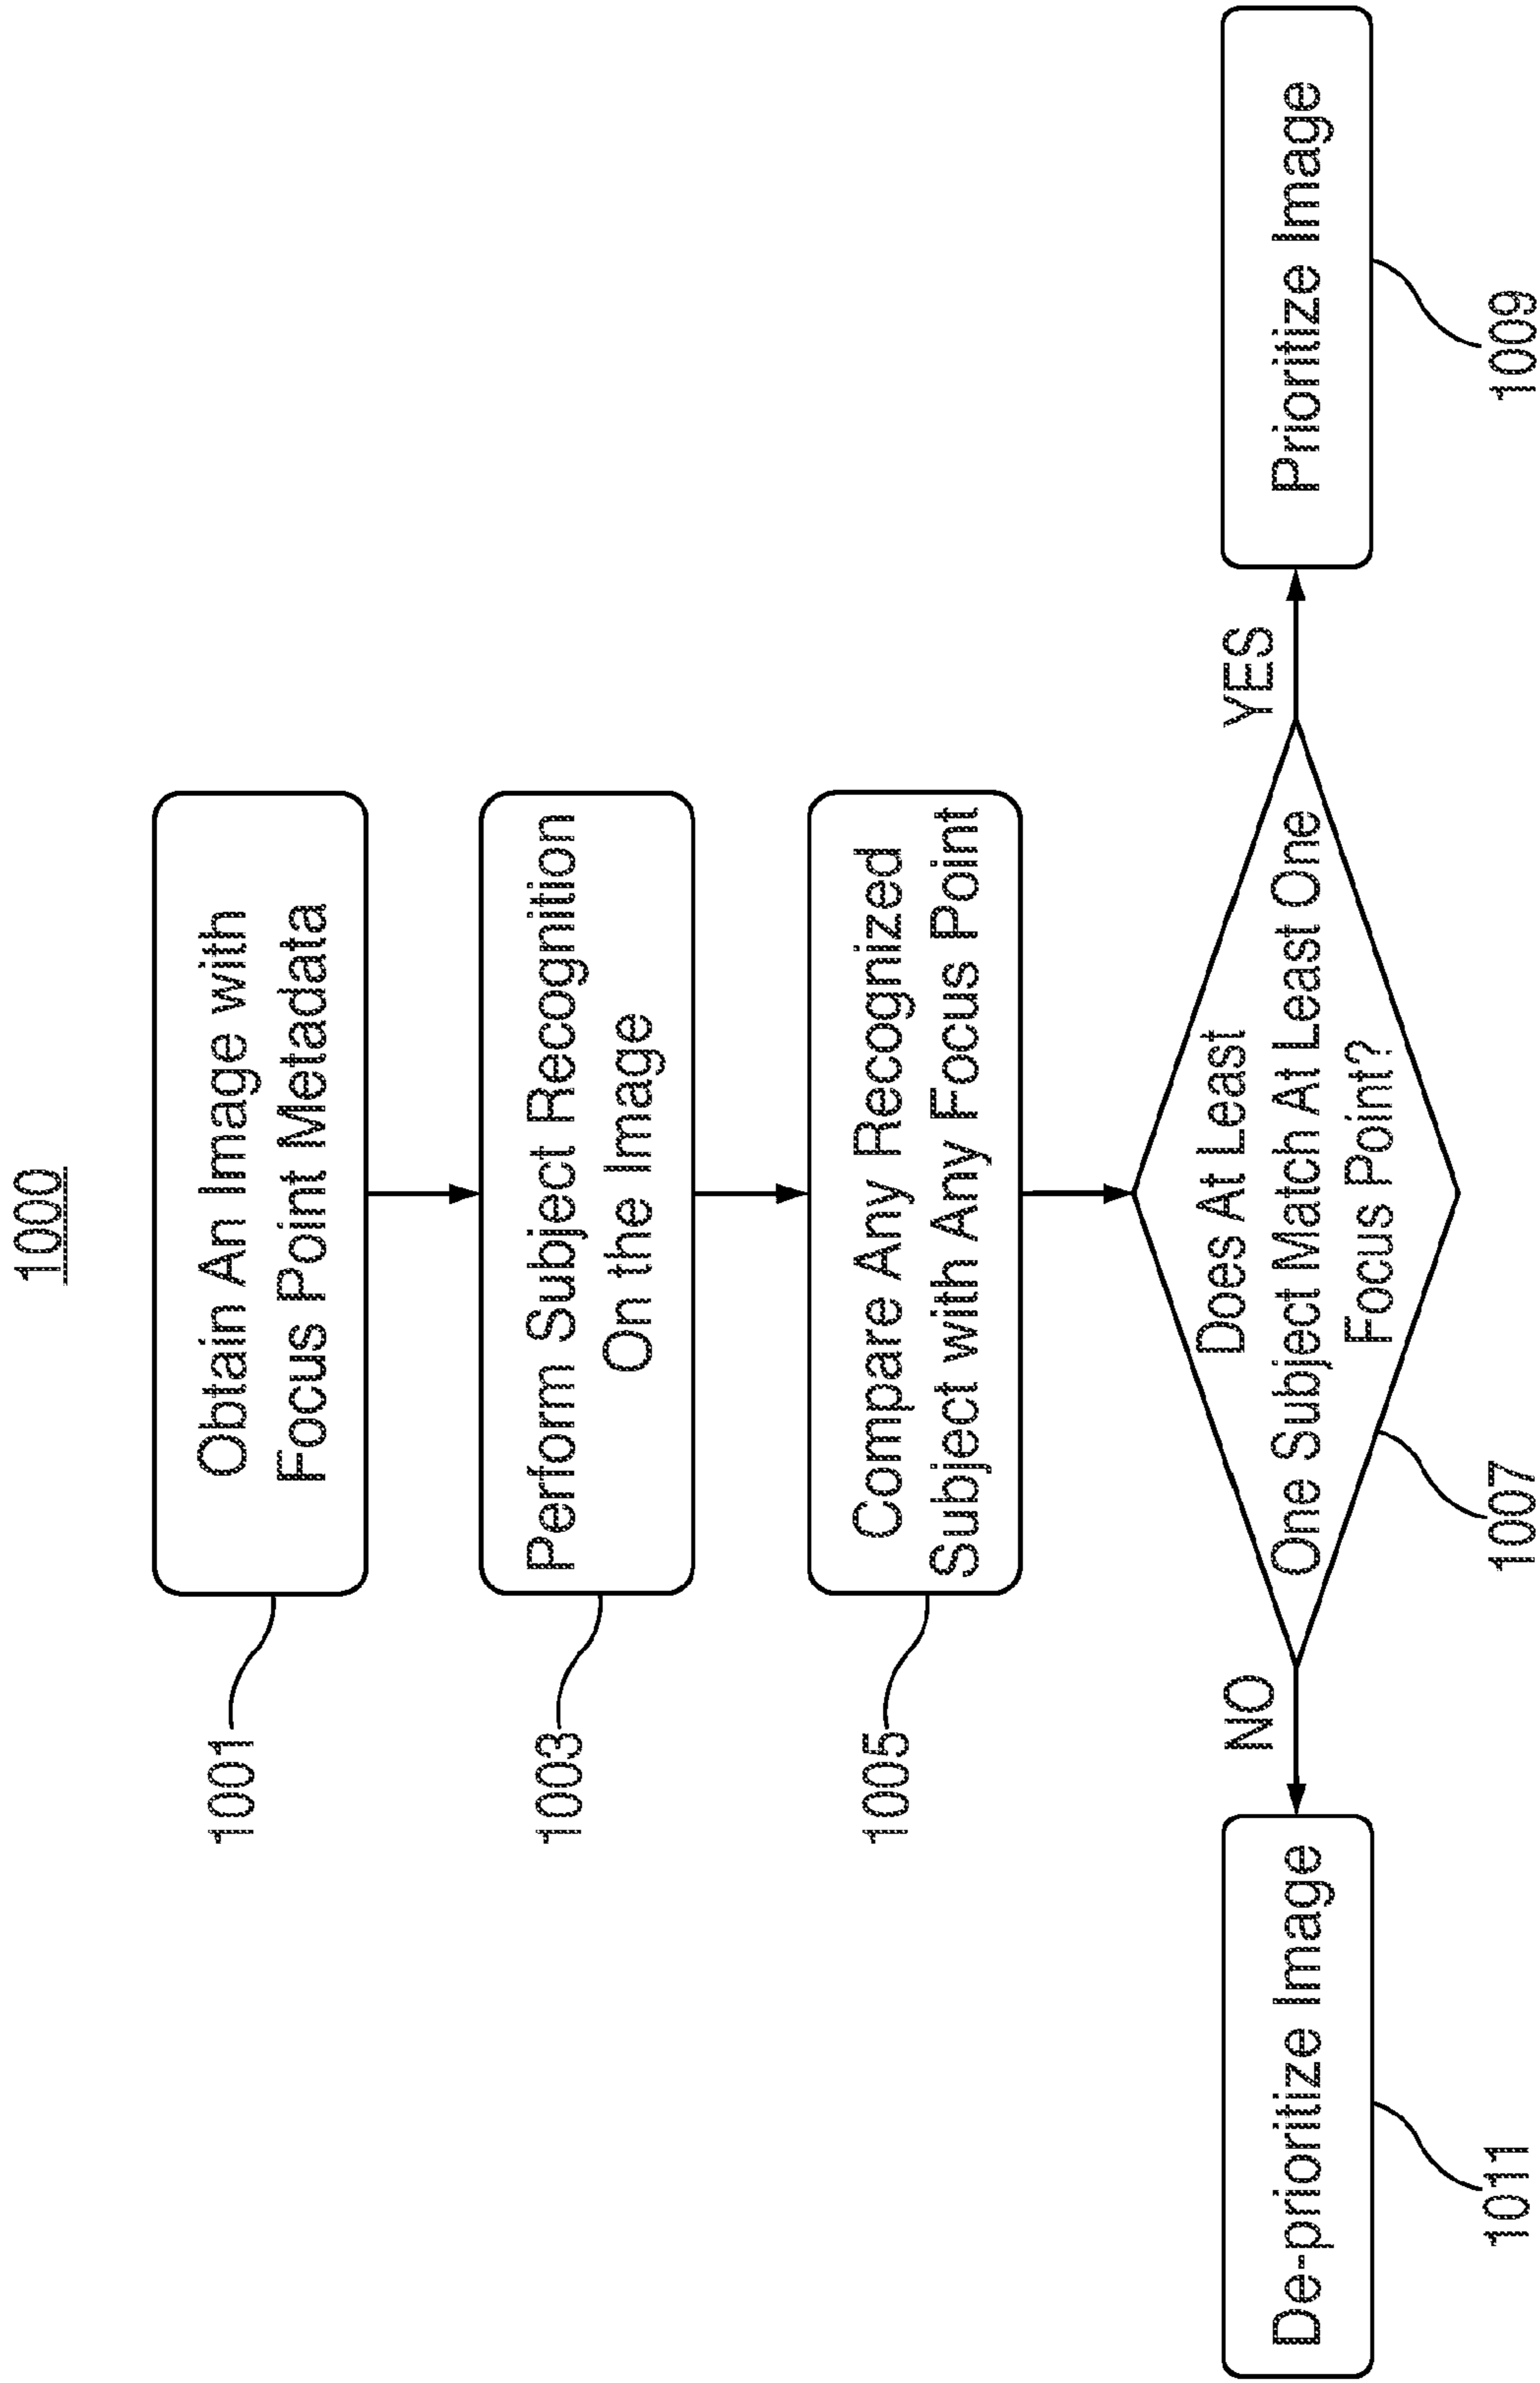 1000
1001
Obtain An Image with
Focus Point Metadata
1003
Perform Subject Recognition
On the Image
1005
Compare Any Recognized
Subject with Any Focus Point
Does At Least
One Subject Match At Least One
Focus Point?
1007
NO
YES
De-prioritize Image
1011
Prioritize Image
1009